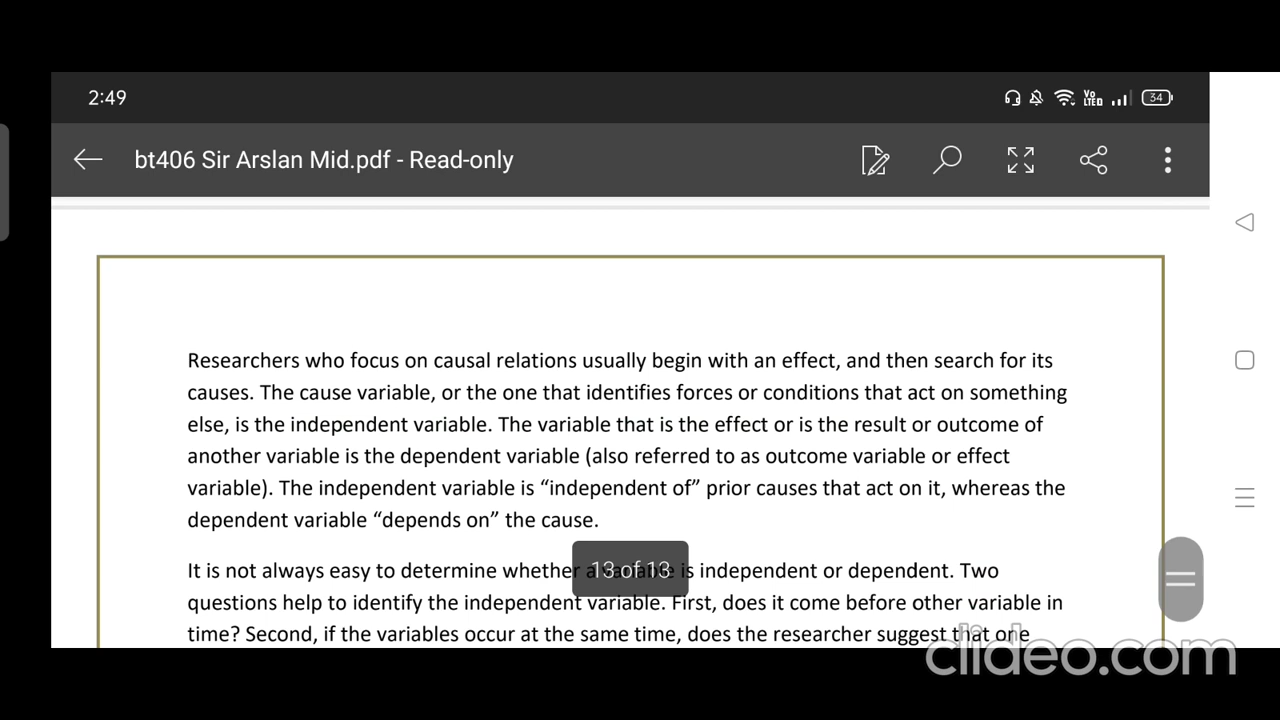 2:49
Vo
LTED
34
bt406 Sir Arslan Mid.pdf - Read-only
Researchers who focus on causal relations usually begin with an effect, and then search for its
causes. The cause variable, or the one that identifies forces or conditions that act on something
else, is the independent variable. The variable that is the effect or is the result or outcome of
another variable is the dependent variable (also referred to as outcome variable or effect
variable). The independent variable is “independent of” prior causes that act on it, whereas the
dependent variable “depends on” the cause.
It is not always easy to determine whether a variable is independent or dependent. Two
13 of 13
questions help to identify the independent variable. First, does it come before other variable in
time? Second, if the variables occur at the same time, does the researcher suggest that one
clideo.com